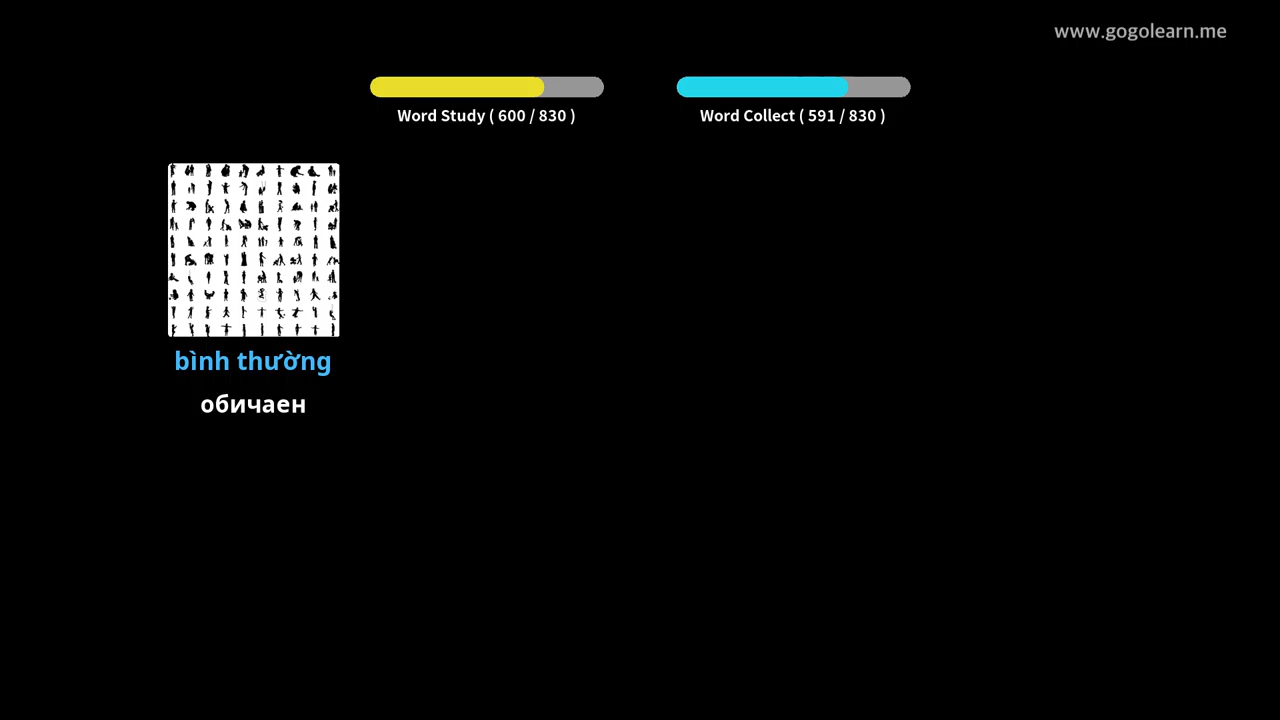 www.gogolearn.me
Word Study ( 600 / 830 )
Word Collect ( 591 / 830 )
bình thường
обичаен